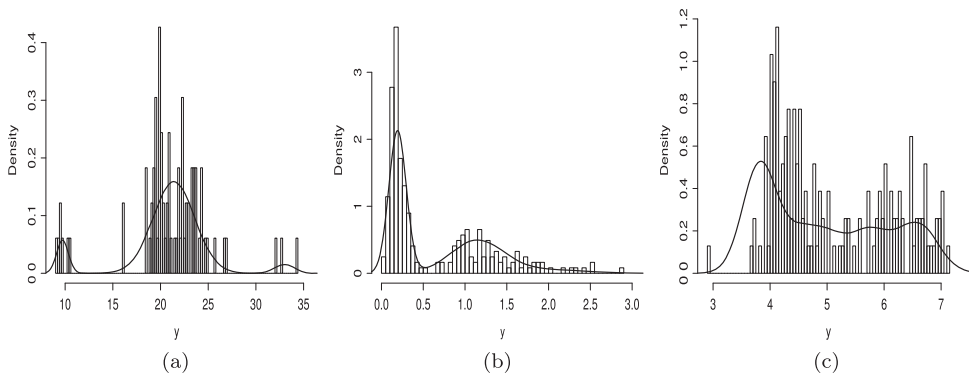 Density
0 0.1 0.2 0.3 0.4
10 15 20 25 30 35
y
(a)
Density
0 1 2 3
0.0 0.5 1.0 1.5 2.0 2.5 3.0
y
(b)
Density
0 0 0.2 0.4 0.6 0.8 1.0 1.2
3 4 5 6 7
y
(c)